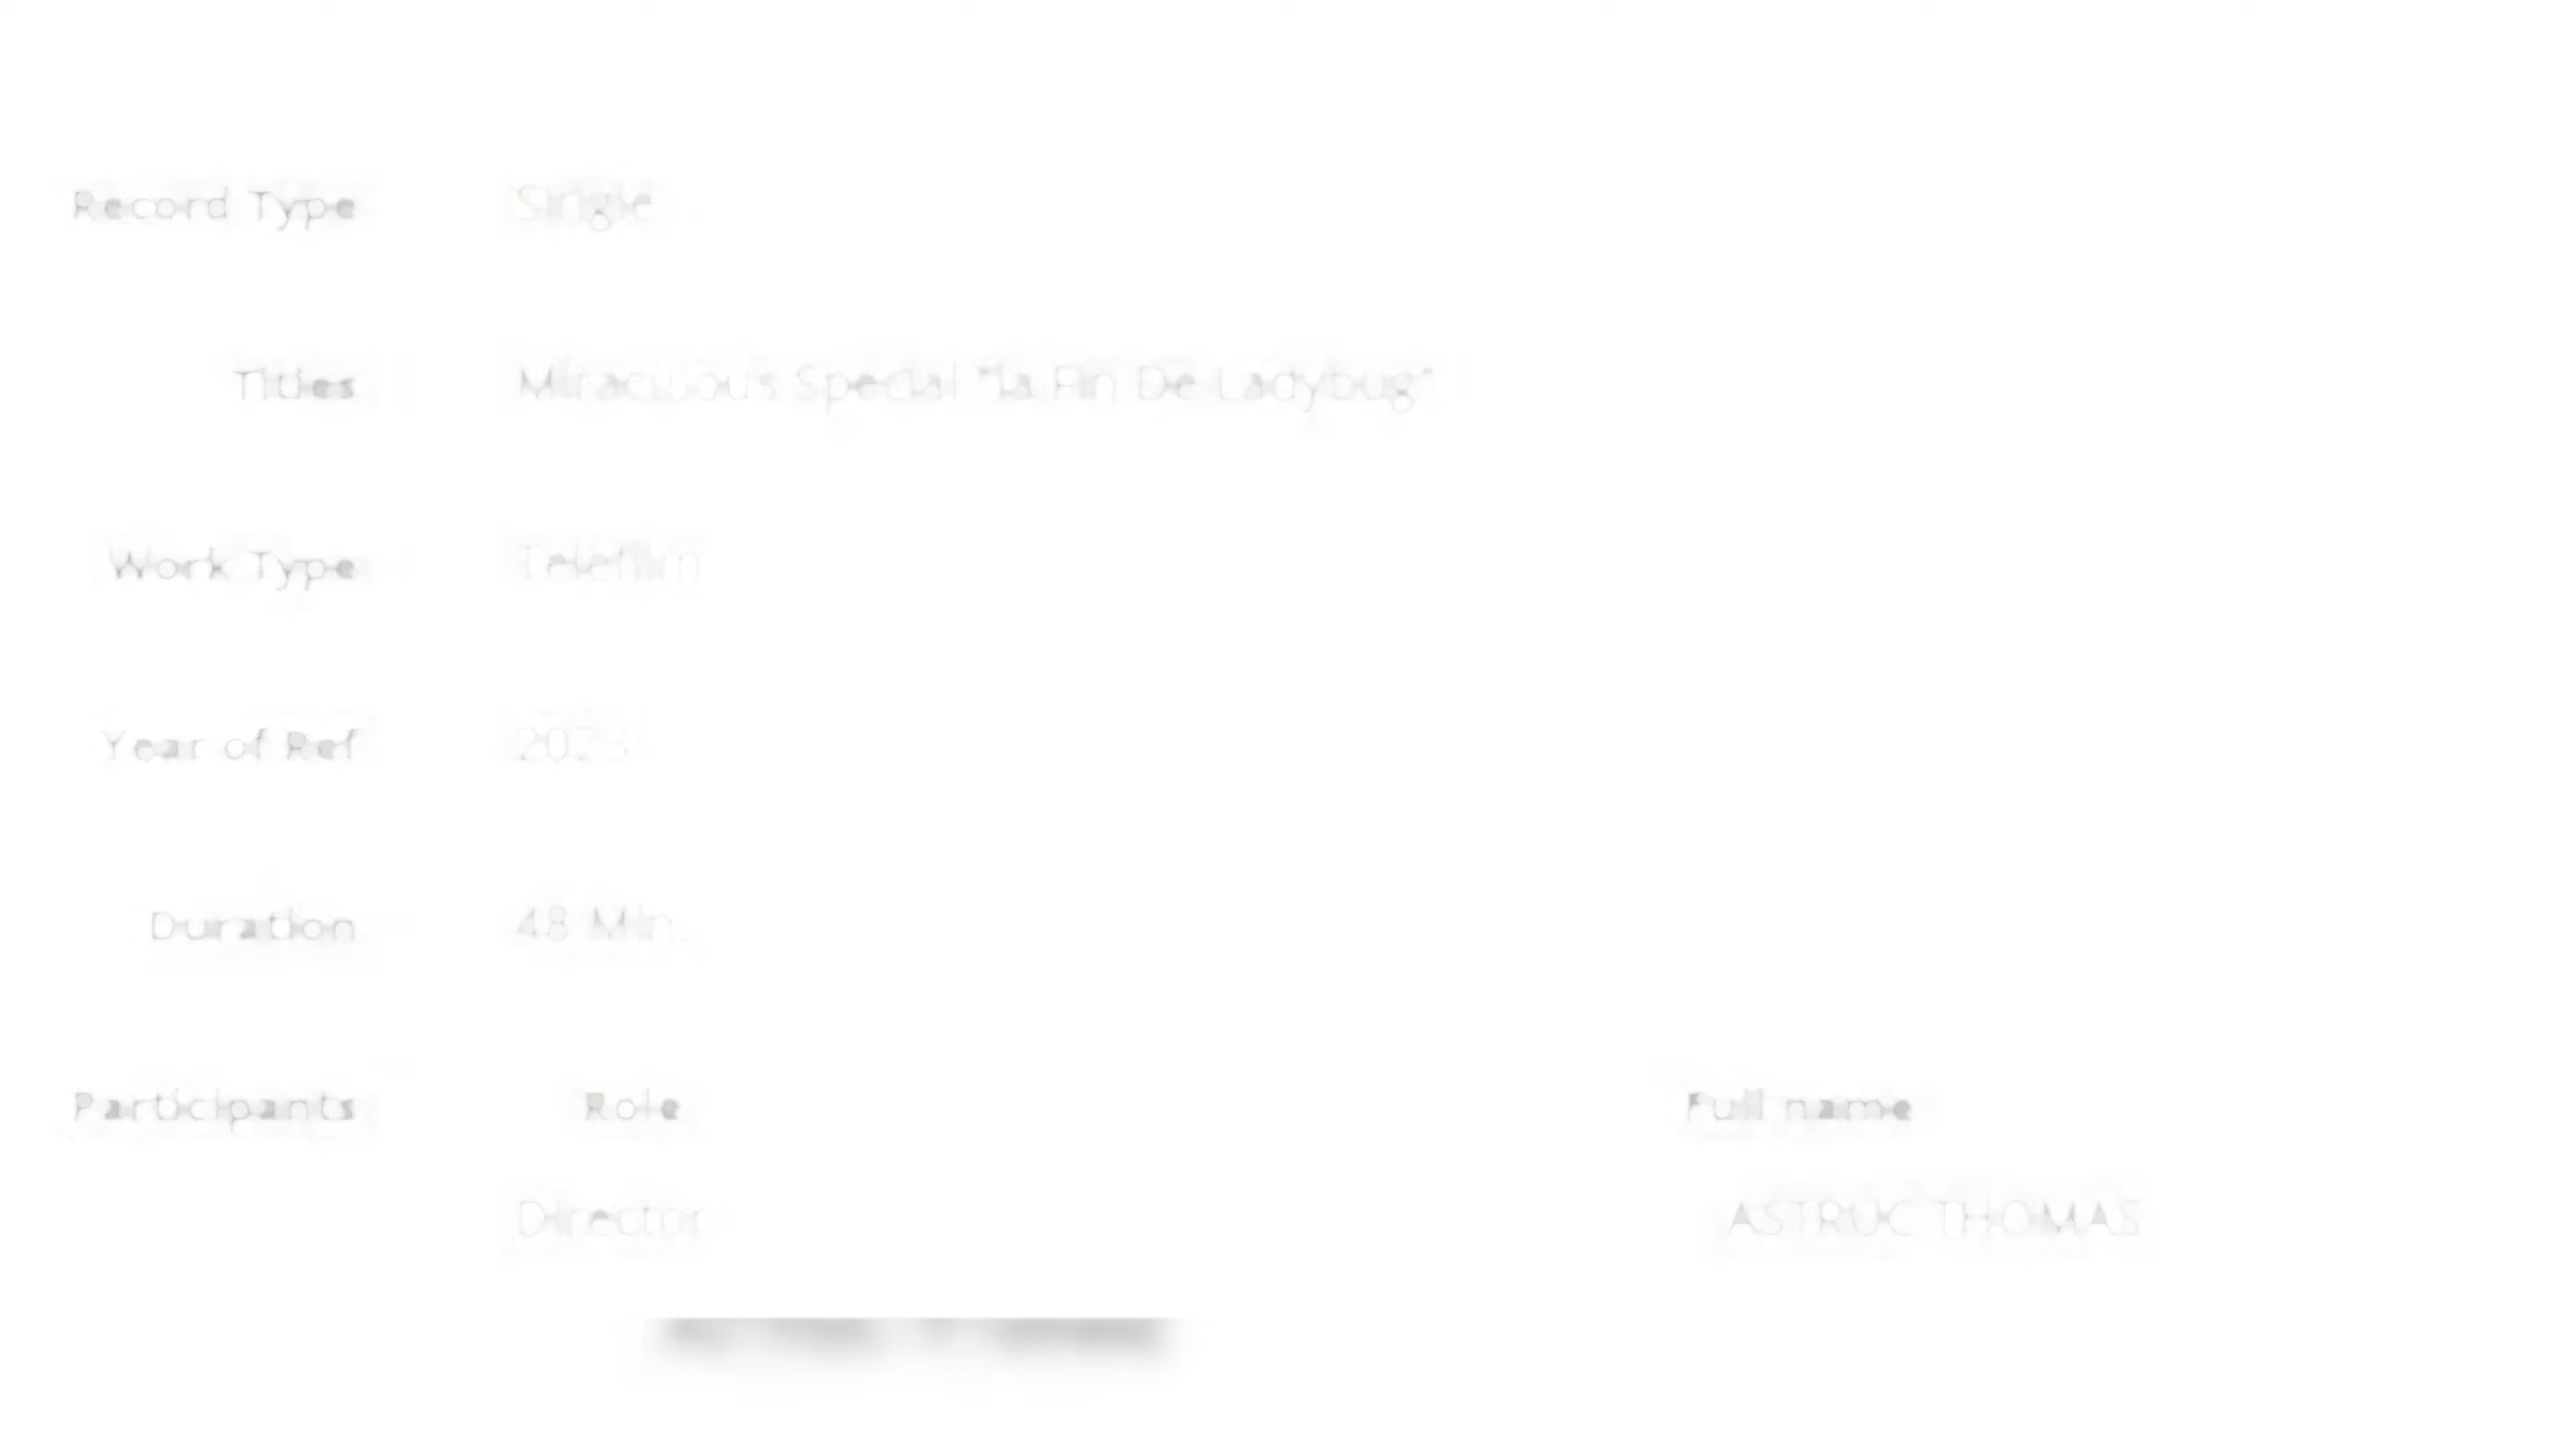 Record Type Single
Titles Miraculous Special "la Fin De Ladybug"
Work Type Telefilm
Year of Ref 2023
Duration 48 Min.
Participants Role Full name
Director ASTRUC THOMAS